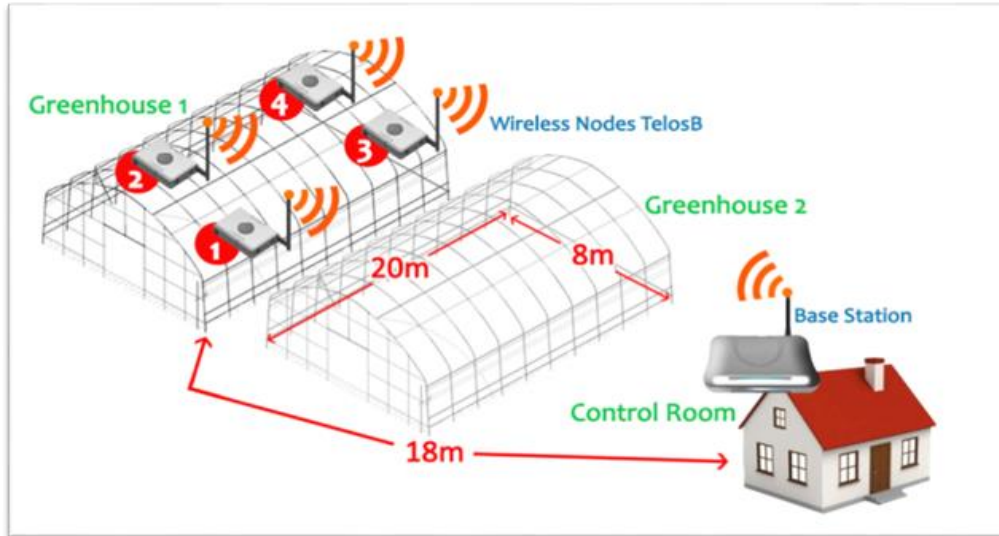 4
Greenhouse 1
Wireless Nodes TelosB
3
2
Greenhouse 2
1
20m
8m
Base Station
Control Room
18m